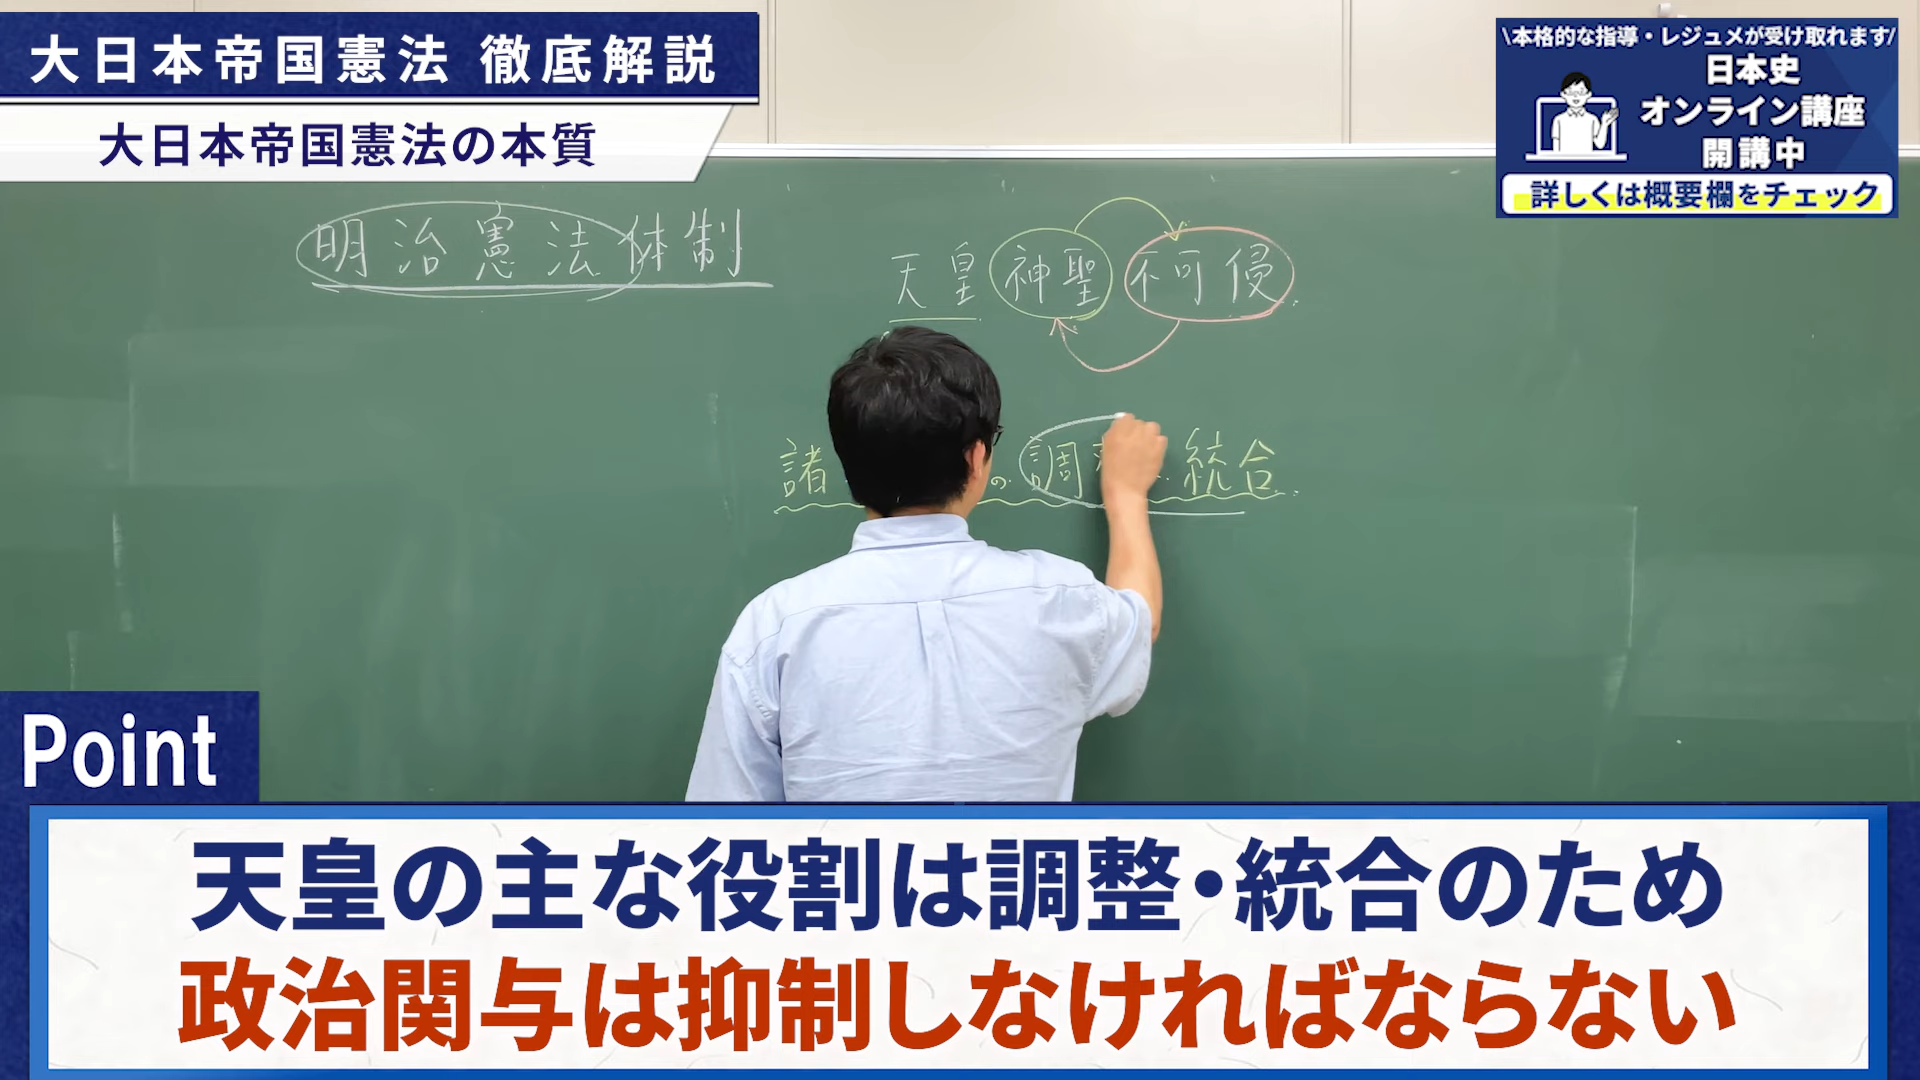 大日本帝国憲法 徹底解説
大日本帝国憲法の本質
\本格的な指導・レジュメが受け取れます/
日本史
オンライン講座
開講中
詳しくは概要欄をチェック
明治憲法体制
天皇神聖不可侵.
諸
の調
統合.
Point
天皇の主な役割は調整・統合のため
政治関与は抑制しなければならない